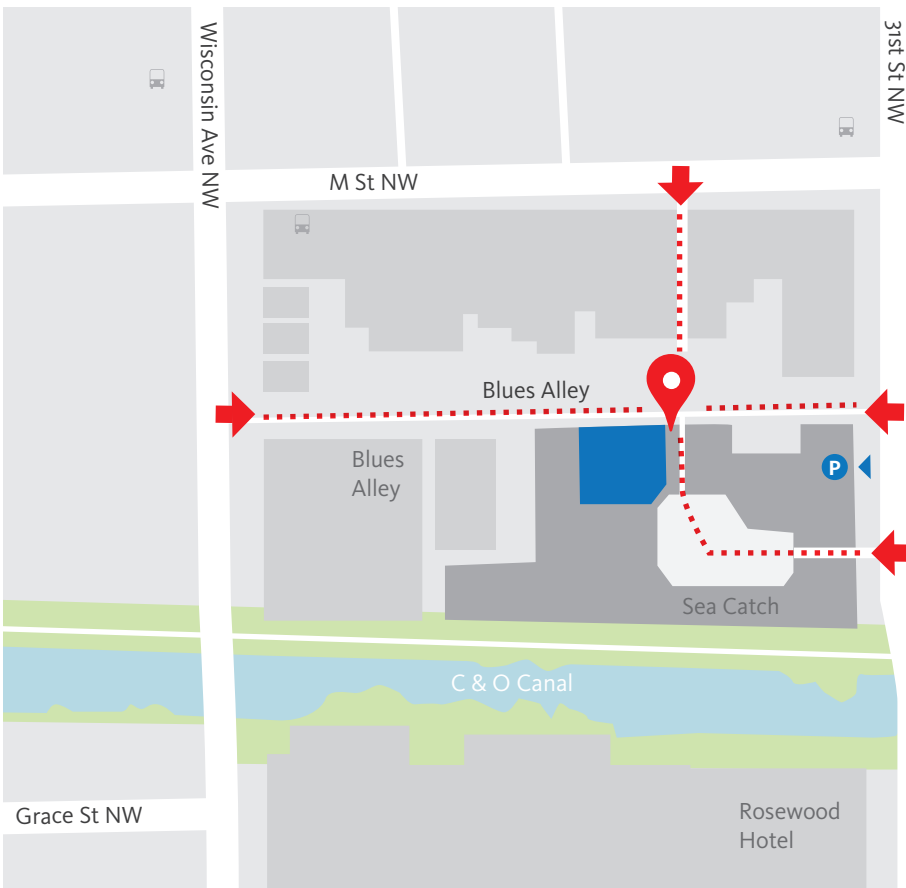 Wisconsin Ave NW
31st St NW
M St NW
Blues Alley
Blues
Alley
P
Sea Catch
C & O Canal
Grace St NW
Rosewood
Hotel